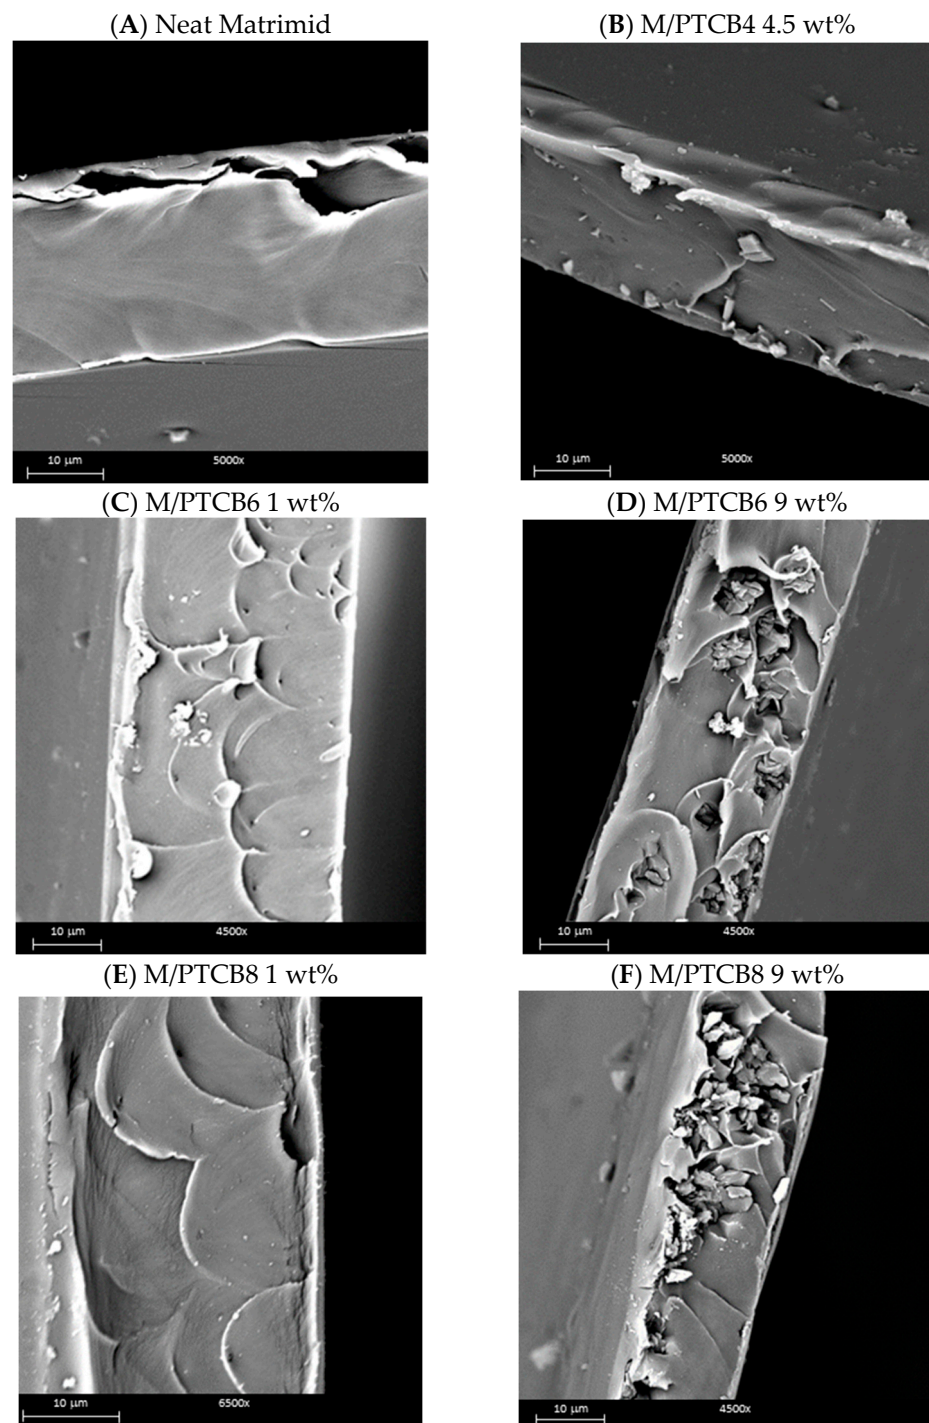 (A) Neat Matrimid
(B) M/PTCB4 4.5 wt%
10 μm 5000x
10 μm 5000x
(C) M/PTCB6 1 wt%
(D) M/PTCB6 9 wt%
10 μm 4500x
10 μm 4500x
(E) M/PTCB8 1 wt%
(F) M/PTCB8 9 wt%
10 μm 6500x
10 μm 4500x